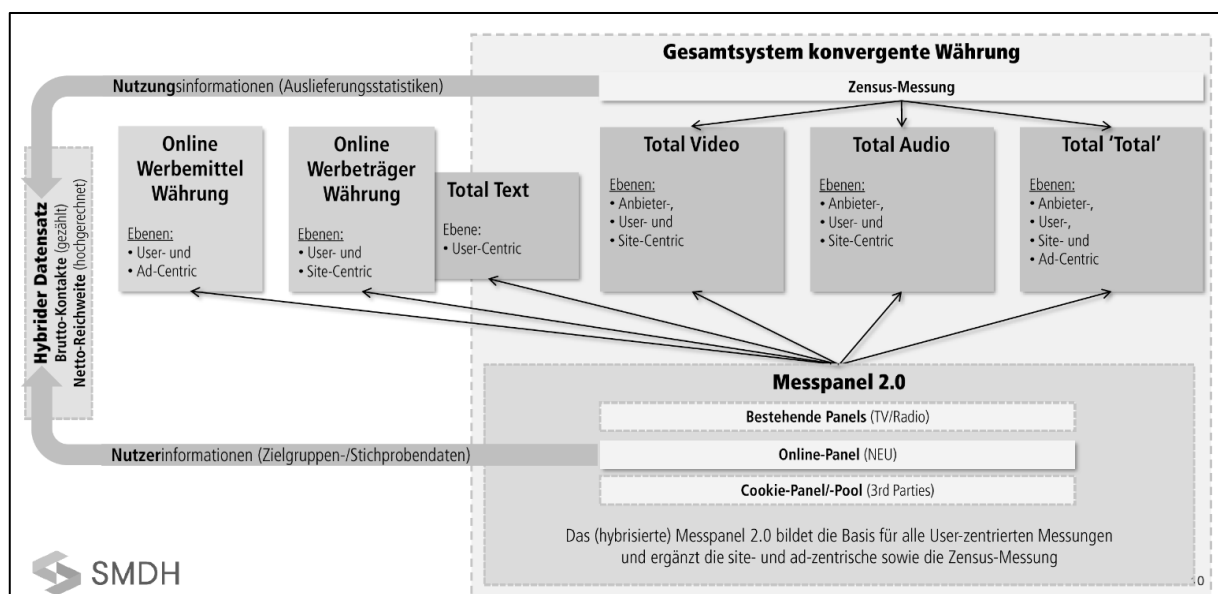 Gesamtsystem konvergente Währung
Nutzungsinformationen (Auslieferungsstatistiken)
Zensus-Messung
Online
Werbemittel
Währung
Ebenen:
• User- und
• Ad-Centric
Online
Werbeträger
Währung
Ebenen:
• User- und
• Site-Centric
Total Text
Ebene:
• User-Centric
Total Video
Ebenen:
• Anbieter-,
• User- und
• Site-Centric
Total Audio
Ebenen:
• Anbieter-,
• User- und
• Site-Centric
Total ‘Total’
Ebenen:
• Anbieter-,
• User-,
• Site- und
• Ad-Centric
Hybrider Datensatz
Brutto-Kontakte (gezählt)
Netto-Reichweite (hochgerechnet)
Messpanel 2.0
Bestehende Panels (TV/Radio)
Nutzerinformationen (Zielgruppen-/Stichprobendaten)
Online-Panel (NEU)
Cookie-Panel/-Pool (3rd Parties)
Das (hybrisierte) Messpanel 2.0 bildet die Basis für alle User-zentrierten Messungen
und ergänzt die site- und ad-zentrische sowie die Zensus-Messung
SMDH